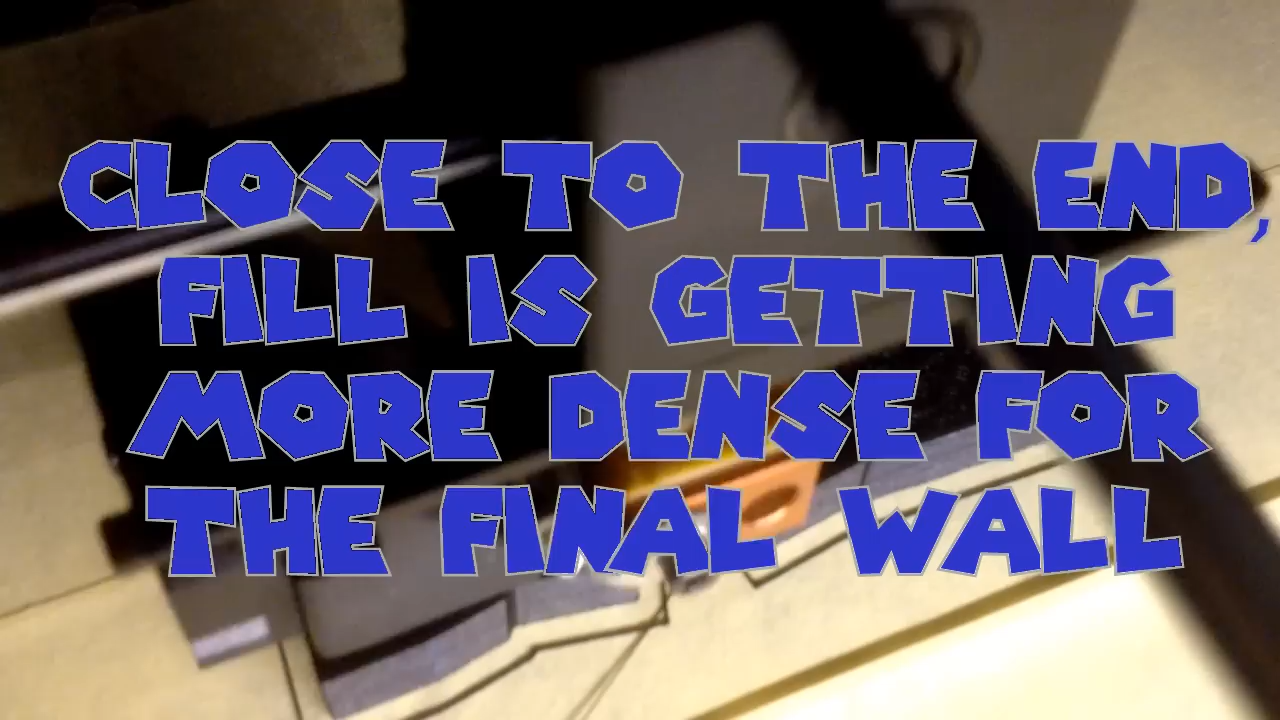 CLOSE TO THE END,
FILL IS GETTING
MORE DENSE FOR
THE FINAL WALL